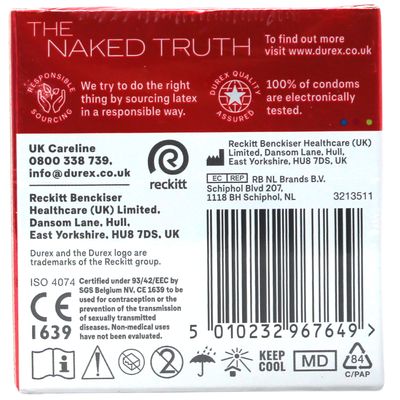 THE
NAKED TRUTH
To find out more
visit www.durex.co.uk
RESPONSIBLE SOURCING
We try to do the right
thing by sourcing latex
in a responsible way.
DUREX QUALITY ASSURED
100% of condoms
are electronically
tested.
UK Careline
0800 338 739.
info@durex.co.uk
reckitt
Reckitt Benckiser Healthcare (UK)
Limited, Dansom Lane, Hull,
East Yorkshire, HU8 7DS, UK
EC REP RB NL Brands B.V.
Schiphol Blvd 207,
1118 BH Schiphol, NL
3213511
Reckitt Benckiser
Healthcare (UK) Limited,
Dansom Lane, Hull,
East Yorkshire, HU8 7DS, UK
Durex and the Durex logo are
trademarks of the Reckitt group.
ISO 4074
CE
1639
Certified under 93/42/EEC by
SGS Belgium NV. CE 1639 to be
used for contraception or the
prevention of the transmission
of sexually transmitted
diseases. Non-medical uses
have not been evaluated.
5 010232 967649 >
2
KEEP
COOL
MD
84
C/PAP